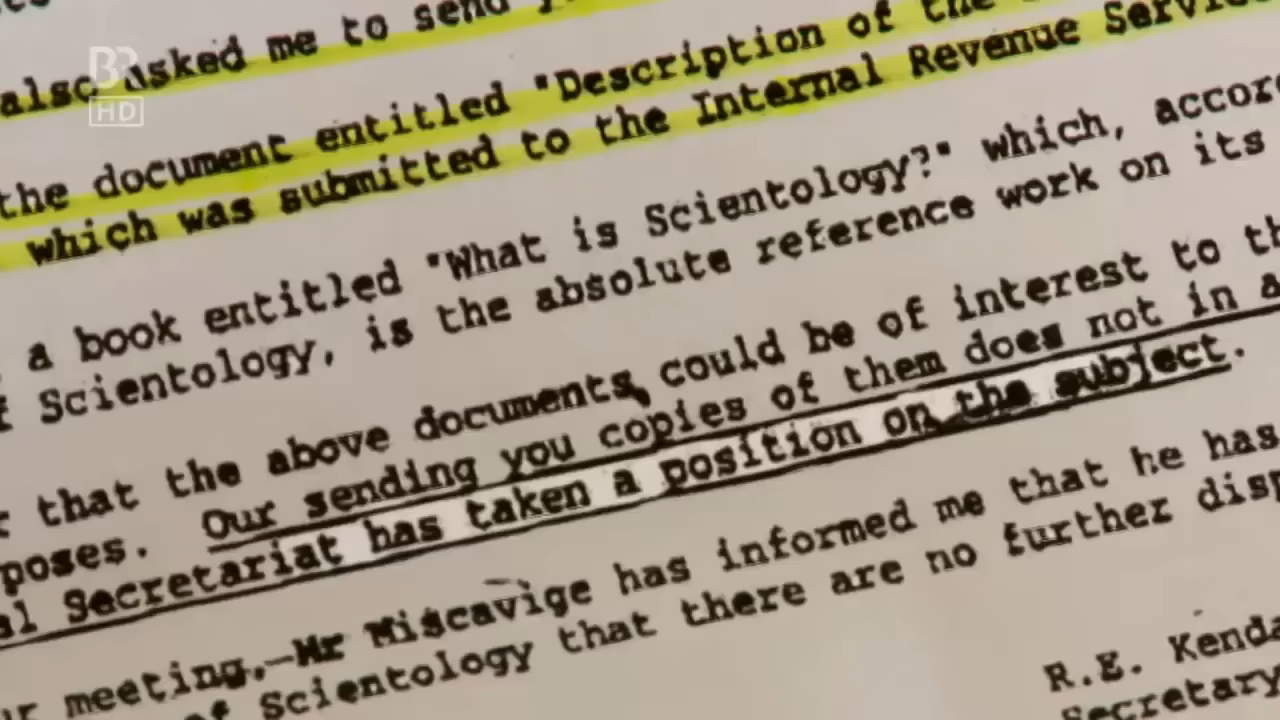 BR
HD
also asked me to send
the document entitled "Description of the
which was submitted to the Internal Revenue Servic
a book entitled "What is Scientology?" which, accor
Scientology, is the absolute reference work on its
that the above documents could be of interest to th
poses. Our sending you copies of them does not in a
al Secretariat has taken a position on the subject.
ur meeting, Mr Miscavige has informed me that he has
of Scientology that there are no further disp
R.E. Kenda
Secretary